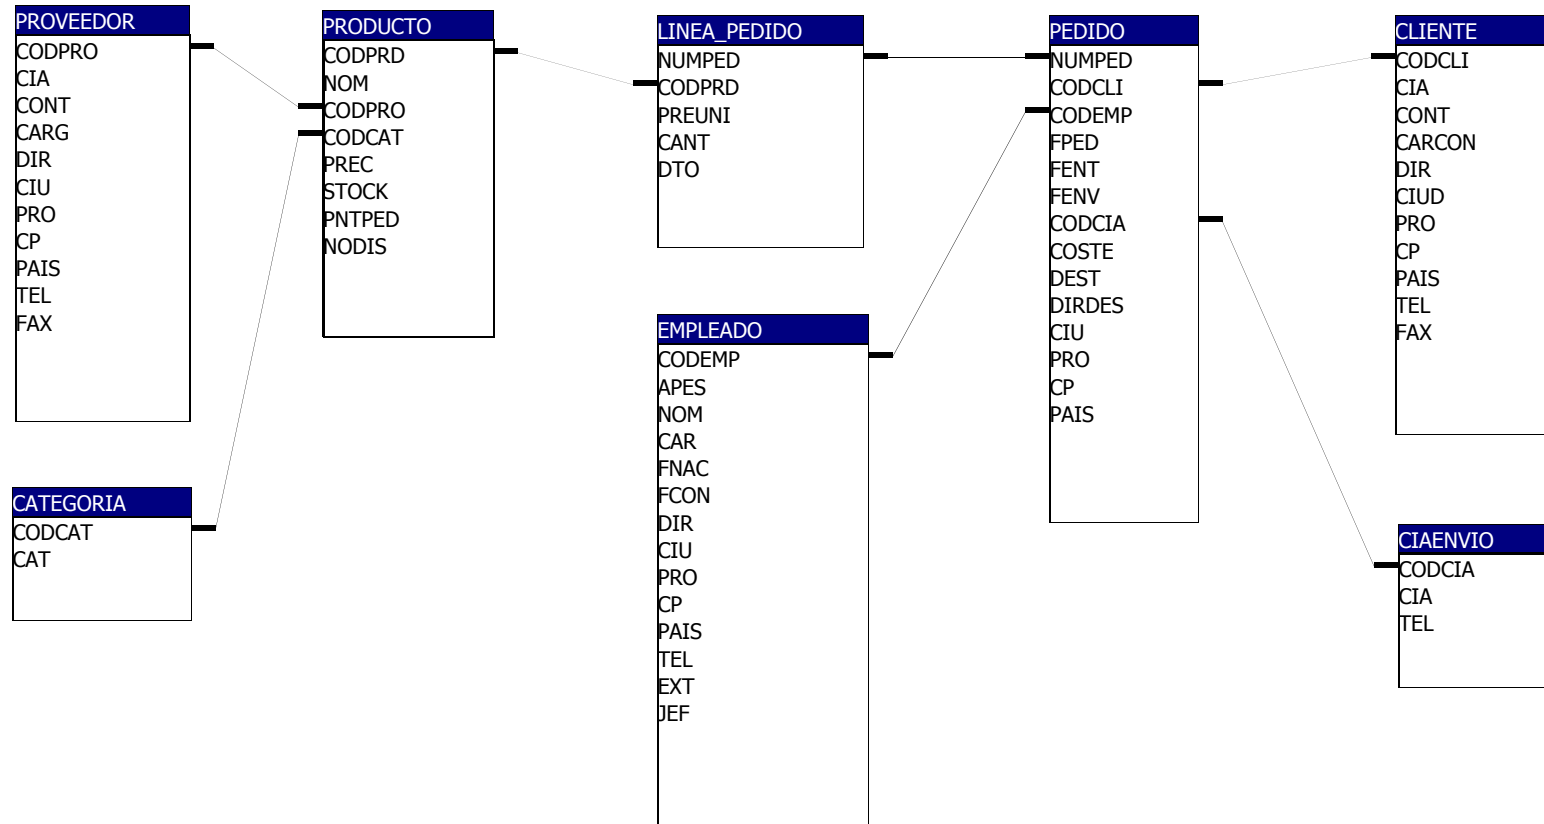 PROVEEDOR
CODPRO
CIA
CONT
CARG
DIR
CIU
PRO
CP
PAIS
TEL
FAX
PRODUCTO
CODPRD
NOM
CODPRO
CODCAT
PREC
STOCK
PNTPED
NODIS
LINEA_PEDIDO
NUMPED
CODPRD
PREUNI
CANT
DTO
PEDIDO
NUMPED
CODCLI
CODEMP
FPED
FENT
FENV
CODCIA
COSTE
DEST
DIRDES
CIU
PRO
CP
PAIS
CLIENTE
CODCLI
CIA
CONT
CARCON
DIR
CIUD
PRO
CP
PAIS
TEL
FAX
EMPLEADO
CODEMP
APES
NOM
CAR
FNAC
FCON
DIR
CIU
PRO
CP
PAIS
TEL
EXT
JEF
CATEGORIA
CODCAT
CAT
CIAENVIO
CODCIA
CIA
TEL